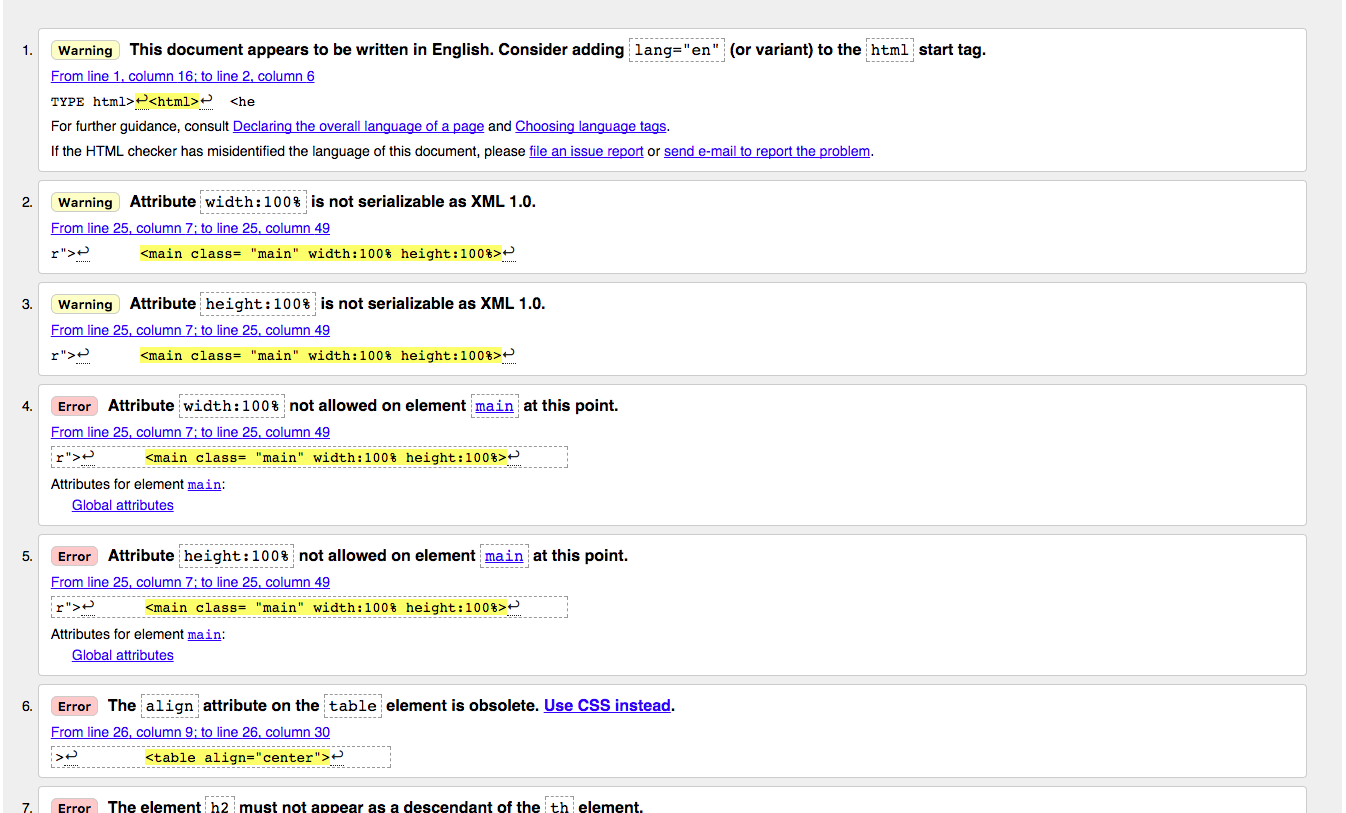 1. Warning This document appears to be written in English. Consider adding lang="en" (or variant) to the html start tag.
From line 1, column 16; to line 2, column 6
TYPE html>↩<html>↩  <he
For further guidance, consult Declaring the overall language of a page and Choosing language tags.
If the HTML checker has misidentified the language of this document, please file an issue report or send e-mail to report the problem.
2. Warning Attribute width:100% is not serializable as XML 1.0.
From line 25, column 7; to line 25, column 49
r">↩      <main class= "main" width:100% height:100%>↩
3. Warning Attribute height:100% is not serializable as XML 1.0.
From line 25, column 7; to line 25, column 49
r">↩      <main class= "main" width:100% height:100%>↩
4. Error Attribute width:100% not allowed on element main at this point.
From line 25, column 7; to line 25, column 49
r">↩      <main class= "main" width:100% height:100%>↩
Attributes for element main:
Global attributes
5. Error Attribute height:100% not allowed on element main at this point.
From line 25, column 7; to line 25, column 49
r">↩      <main class= "main" width:100% height:100%>↩
Attributes for element main:
Global attributes
6. Error The align attribute on the table element is obsolete. Use CSS instead.
From line 26, column 9; to line 26, column 30
>↩        <table align="center">↩
7. Error The element h2 must not appear as a descendant of the th element.